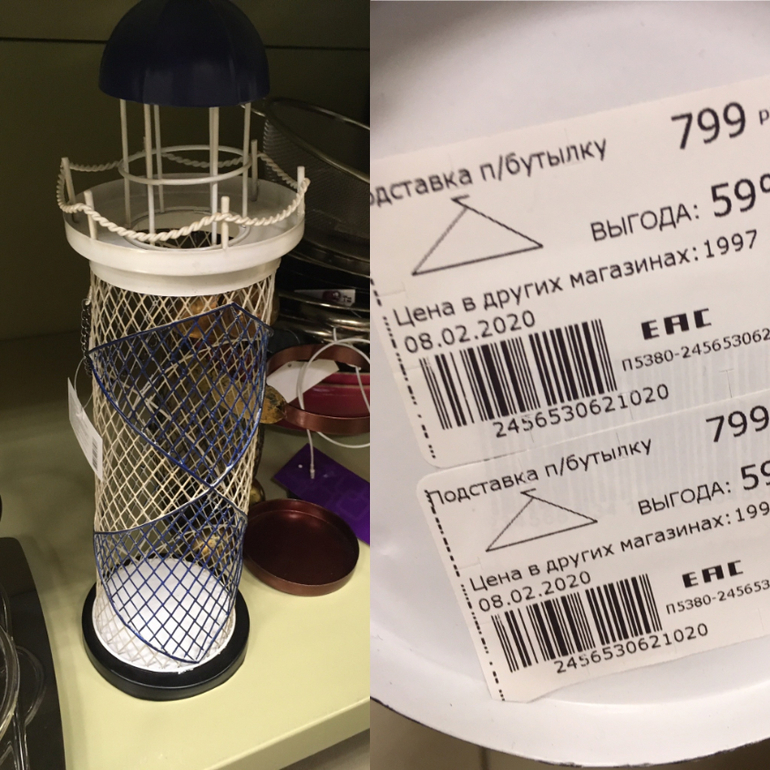 799 р
одставка п/бутылку
ВЫГОДА: 59%
Цена в других магазинах: 1997
08.02.2020
EAC
П5380-245653062
2456530621020
799
Подставка п/бутылку
ВЫГОДА: 59
Цена в других магазинах: 199
08.02.2020
EAC
П5380-245653
2456530621020